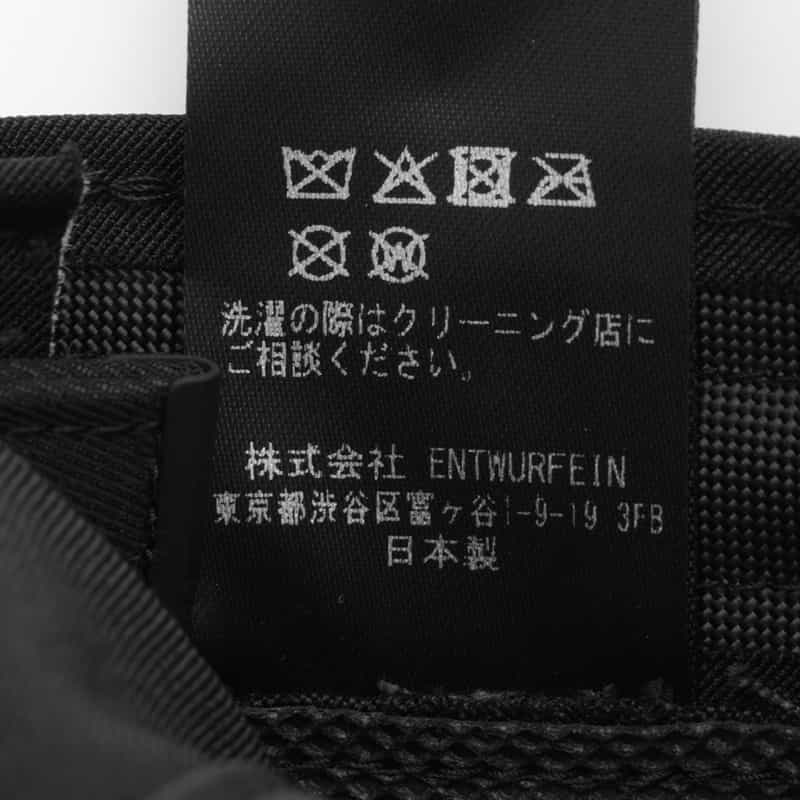 洗濯の際はクリーニング店に
ご相談ください。
株式会社 ENTWURFEIN
東京都渋谷区富ヶ谷1-9-19 3FB
日本製